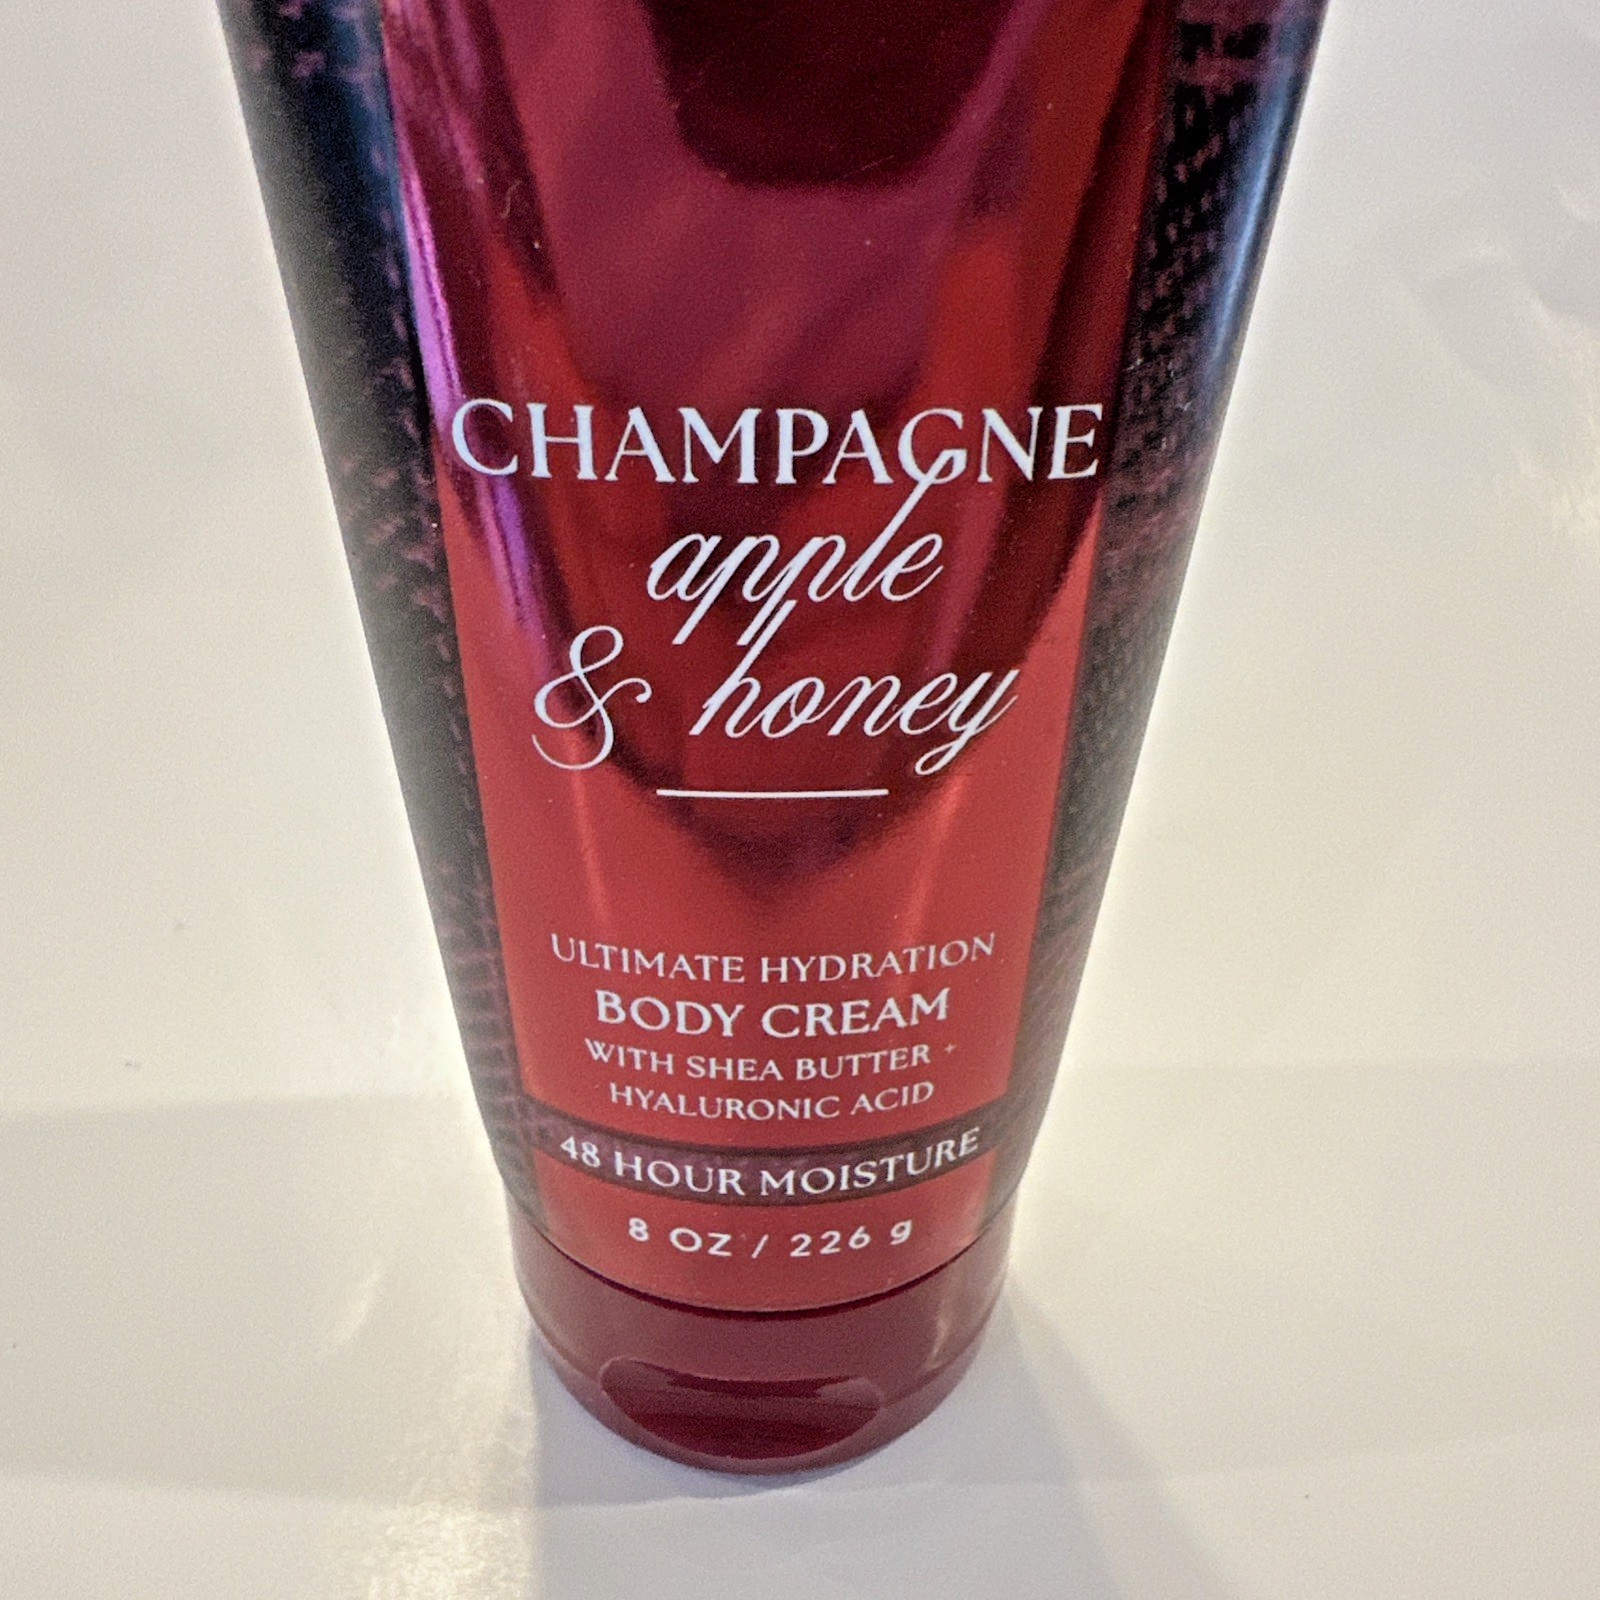 CHAMPAGNE
apple
& honey
ULTIMATE HYDRATION
BODY CREAM
WITH SHEA BUTTER +
HYALURONIC ACID
48 HOUR MOISTURE
8 OZ / 226 g